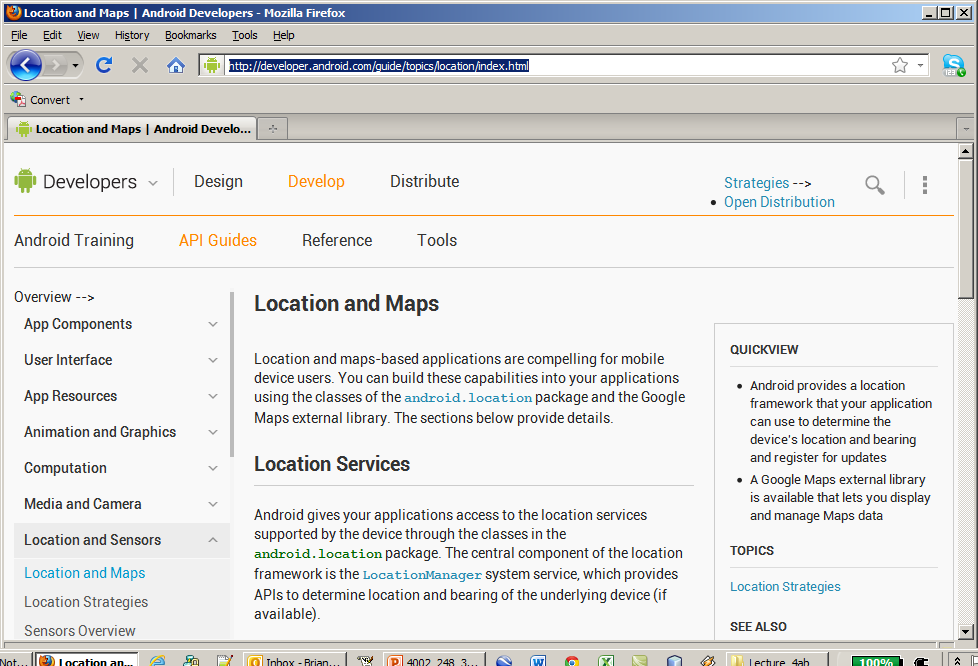 Location and Maps | Android Developers - Mozilla Firefox
File Edit View History Bookmarks Tools Help
http://developer.android.com/guide/topics/location/index.html
Convert
Location and Maps | Android Develo...
Developers Design Develop Distribute
Strategies -->
• Open Distribution
Android Training API Guides Reference Tools
Overview -->
App Components
User Interface
App Resources
Animation and Graphics
Computation
Media and Camera
Location and Sensors
Location and Maps
Location Strategies
Sensors Overview
Location and Maps
Location and maps-based applications are compelling for mobile
device users. You can build these capabilities into your applications
using the classes of the android.location package and the Google
Maps external library. The sections below provide details.
Location Services
Android gives your applications access to the location services
supported by the device through the classes in the
android.location package. The central component of the location
framework is the LocationManager system service, which provides
APIs to determine location and bearing of the underlying device (if
available).
QUICKVIEW
• Android provides a location
framework that your application
can use to determine the
device's location and bearing
and register for updates
• A Google Maps external library
is available that lets you display
and manage Maps data
TOPICS
Location Strategies
SEE ALSO
Not... Location an... Inbox - Brian... 4002_248_3... Lecture_4ab 100%